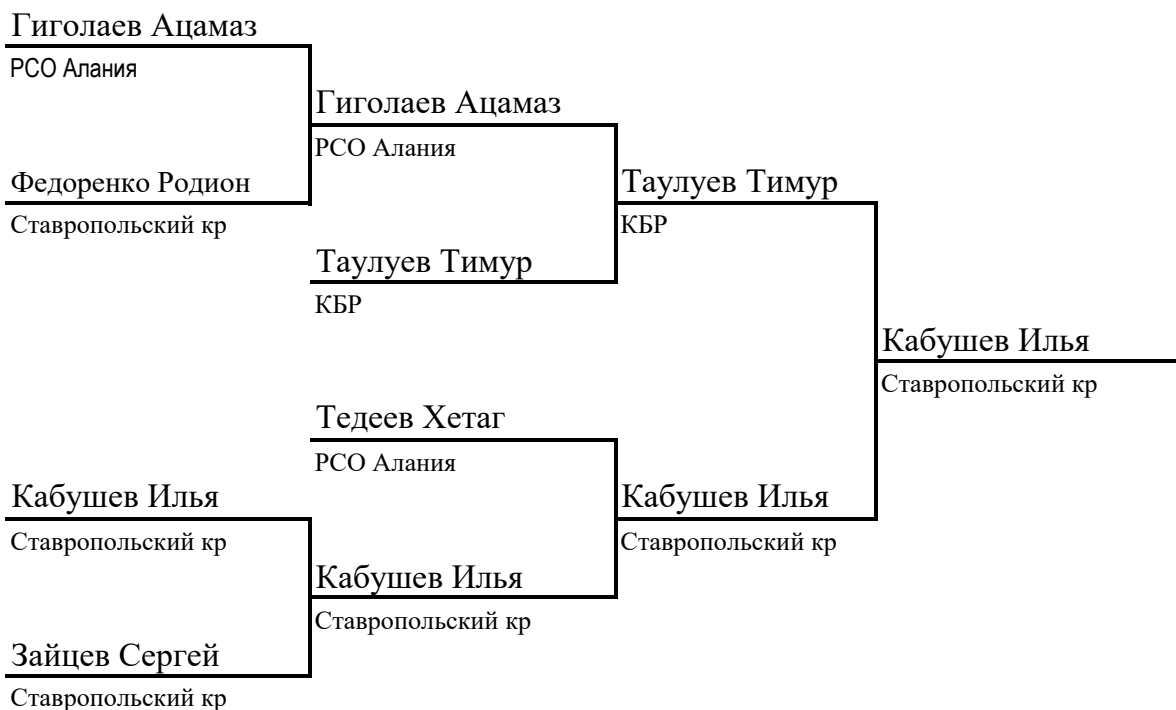 Гиголаев Ацамаз
РСО Алания
Гиголаев Ацамаз
РСО Алания
Федоренко Родион
Ставропольский кр
Таулуев Тимур
КБР
Таулуев Тимур
КБР
Кабушев Илья
Ставропольский кр
Тедеев Хетаг
РСО Алания
Кабушев Илья
Ставропольский кр
Кабушев Илья
Ставропольский кр
Кабушев Илья
Ставропольский кр
Зайцев Сергей
Ставропольский кр